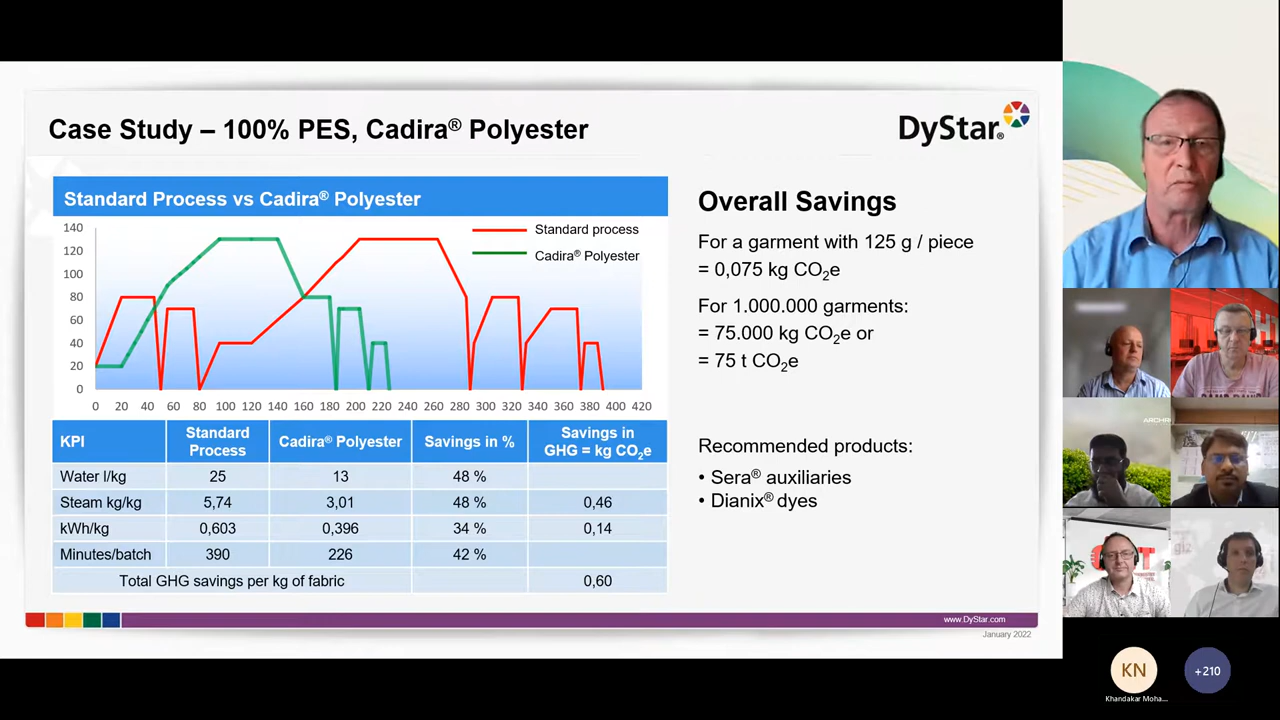 Case Study – 100% PES, Cadira® Polyester
DyStar®
Standard Process vs Cadira® Polyester
140
120
100
80
60
40
20
0
Standard process
Cadira® Polyester
0 20 40 60 80 100 120 140 160 180 200 220 240 260 280 300 320 340 360 380 400 420
KPI
Standard
Process
Cadira® Polyester
Savings in %
Savings in
GHG = kg CO₂e
Water l/kg 25 13 48 %
Steam kg/kg 5,74 3,01 48 % 0,46
kWh/kg 0,603 0,396 34 % 0,14
Minutes/batch 390 226 42 %
Total GHG savings per kg of fabric 0,60
Overall Savings
For a garment with 125 g / piece
= 0,075 kg CO₂e
For 1.000.000 garments:
= 75.000 kg CO₂e or
= 75 t CO₂e
Recommended products:
• Sera® auxiliaries
• Dianix® dyes
www.DyStar.com
January 2022
KN
Khandakar Moha...
+210